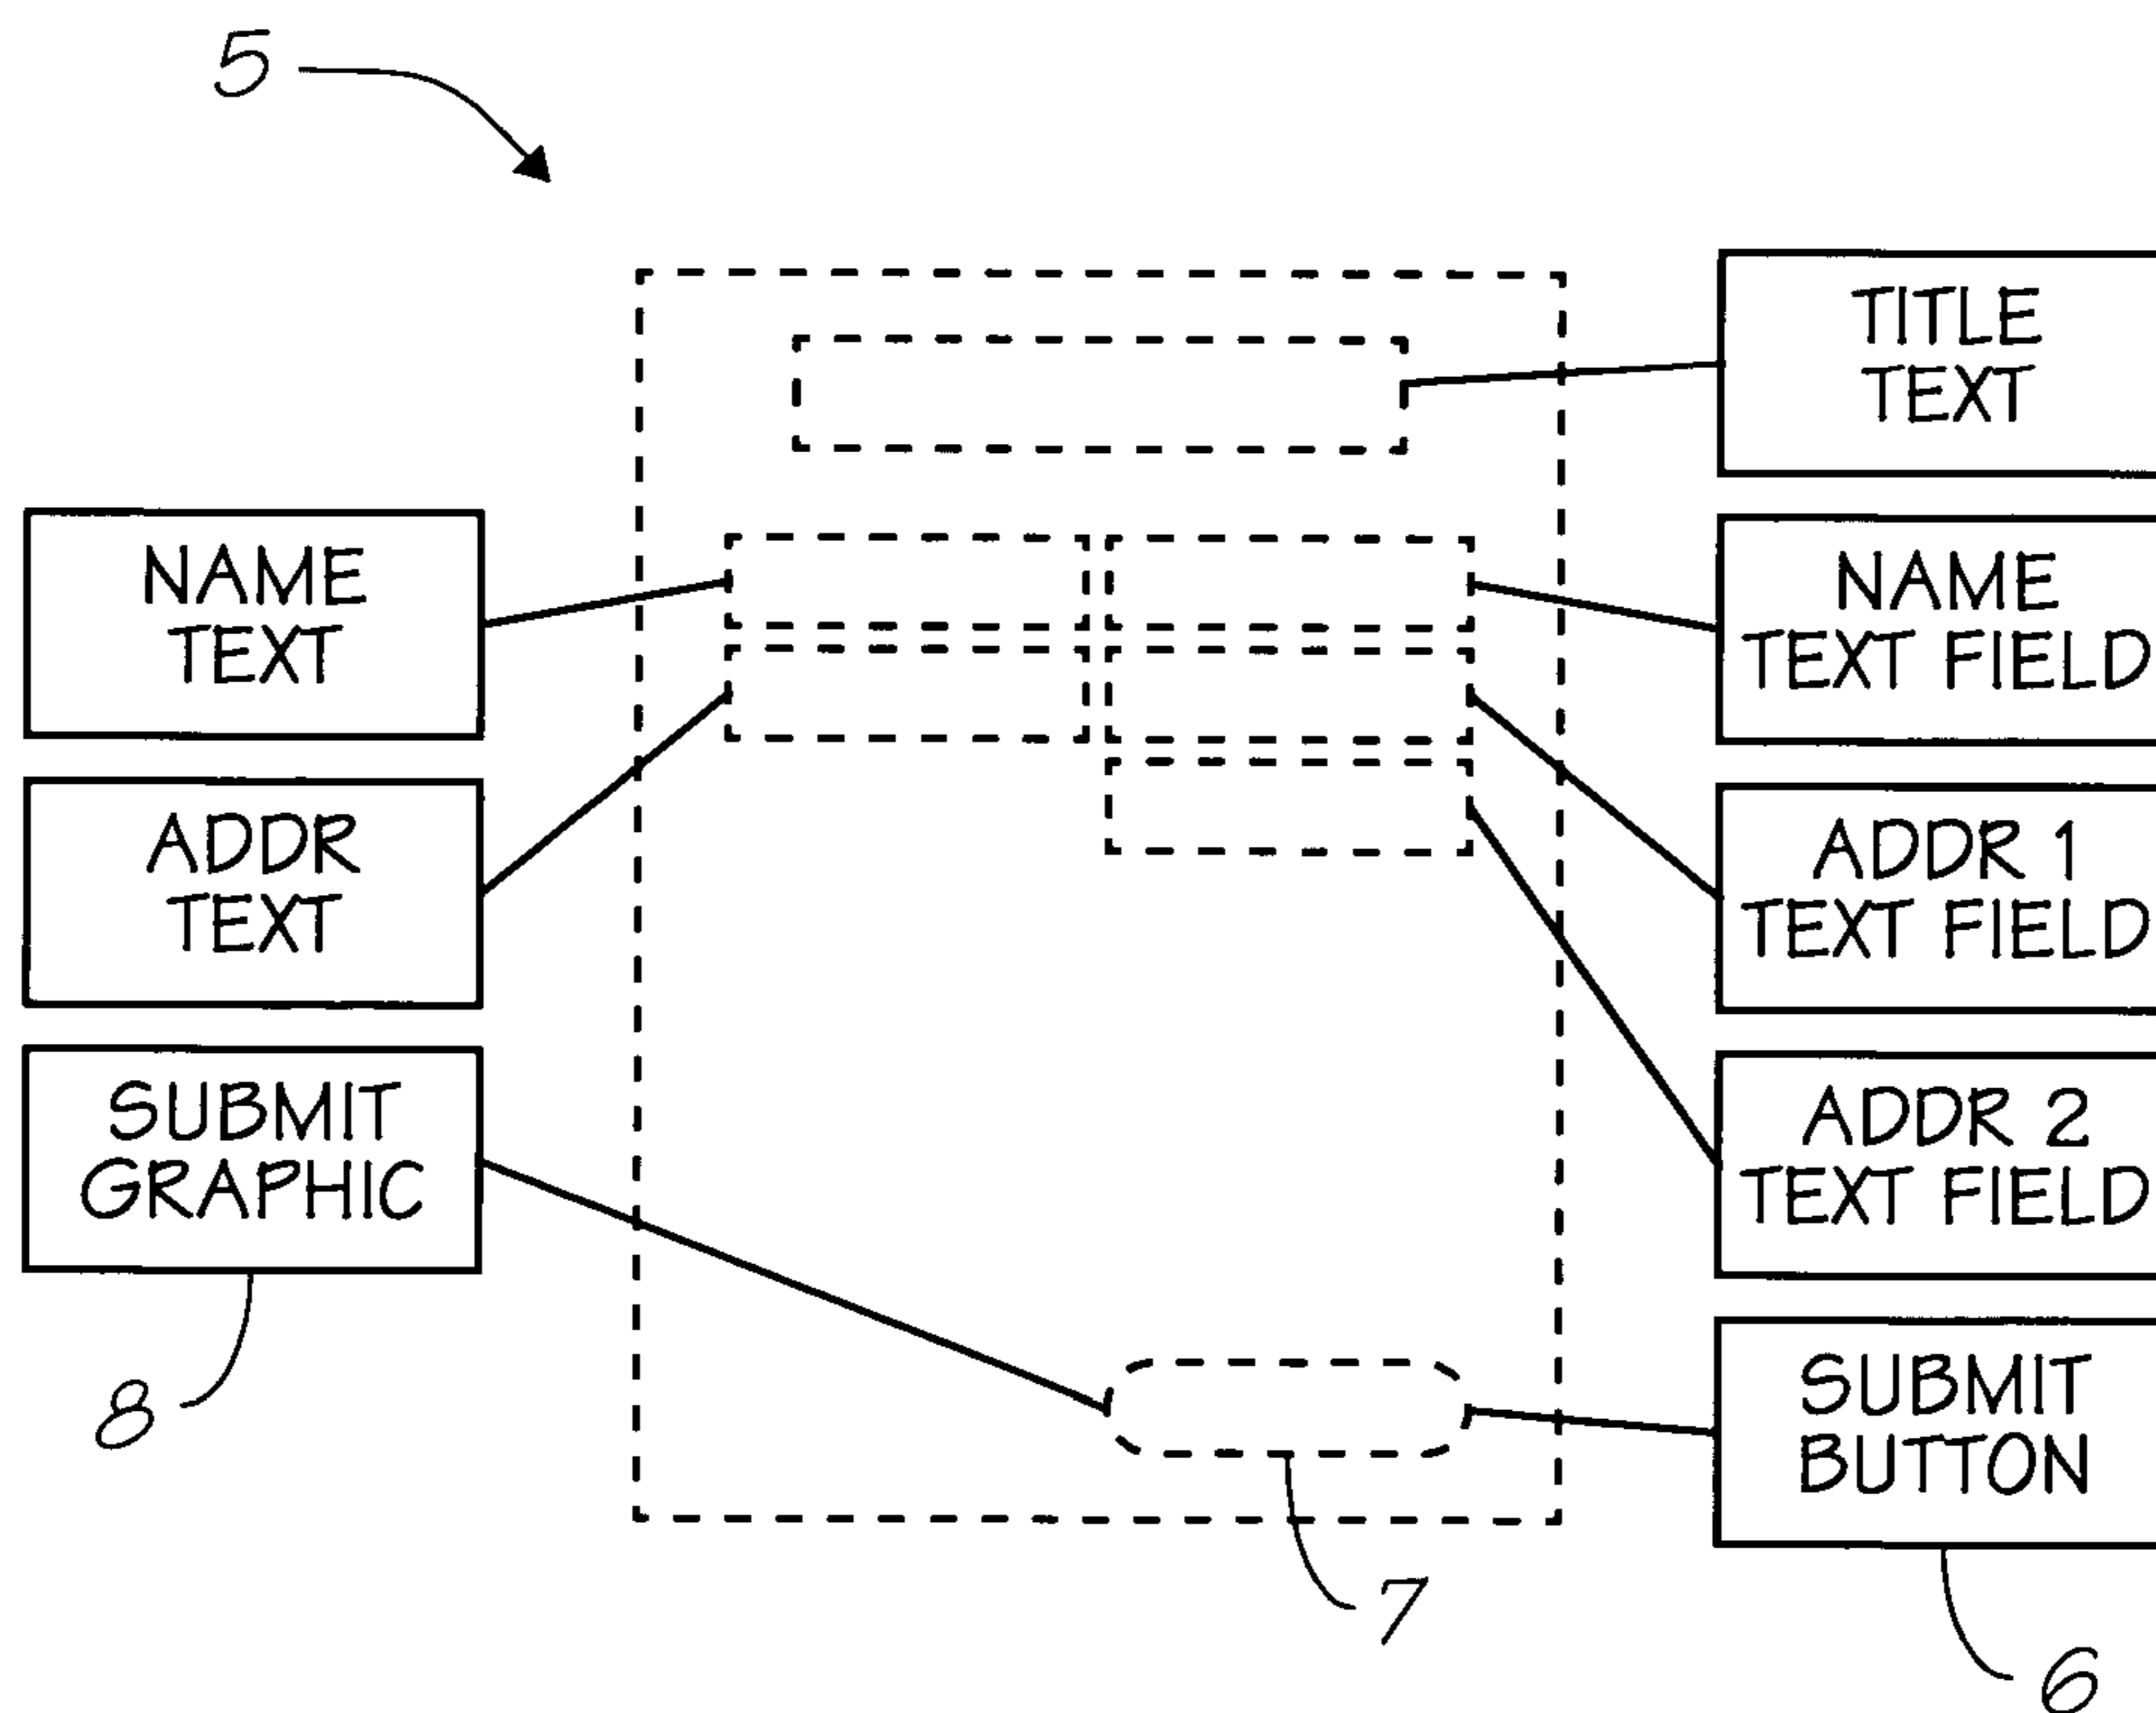 5
TITLE
TEXT
NAME
TEXT
NAME
TEXT FIELD
ADDR
TEXT
ADDR 1
TEXT FIELD
SUBMIT
GRAPHIC
ADDR 2
TEXT FIELD
8
SUBMIT
BUTTON
7
6